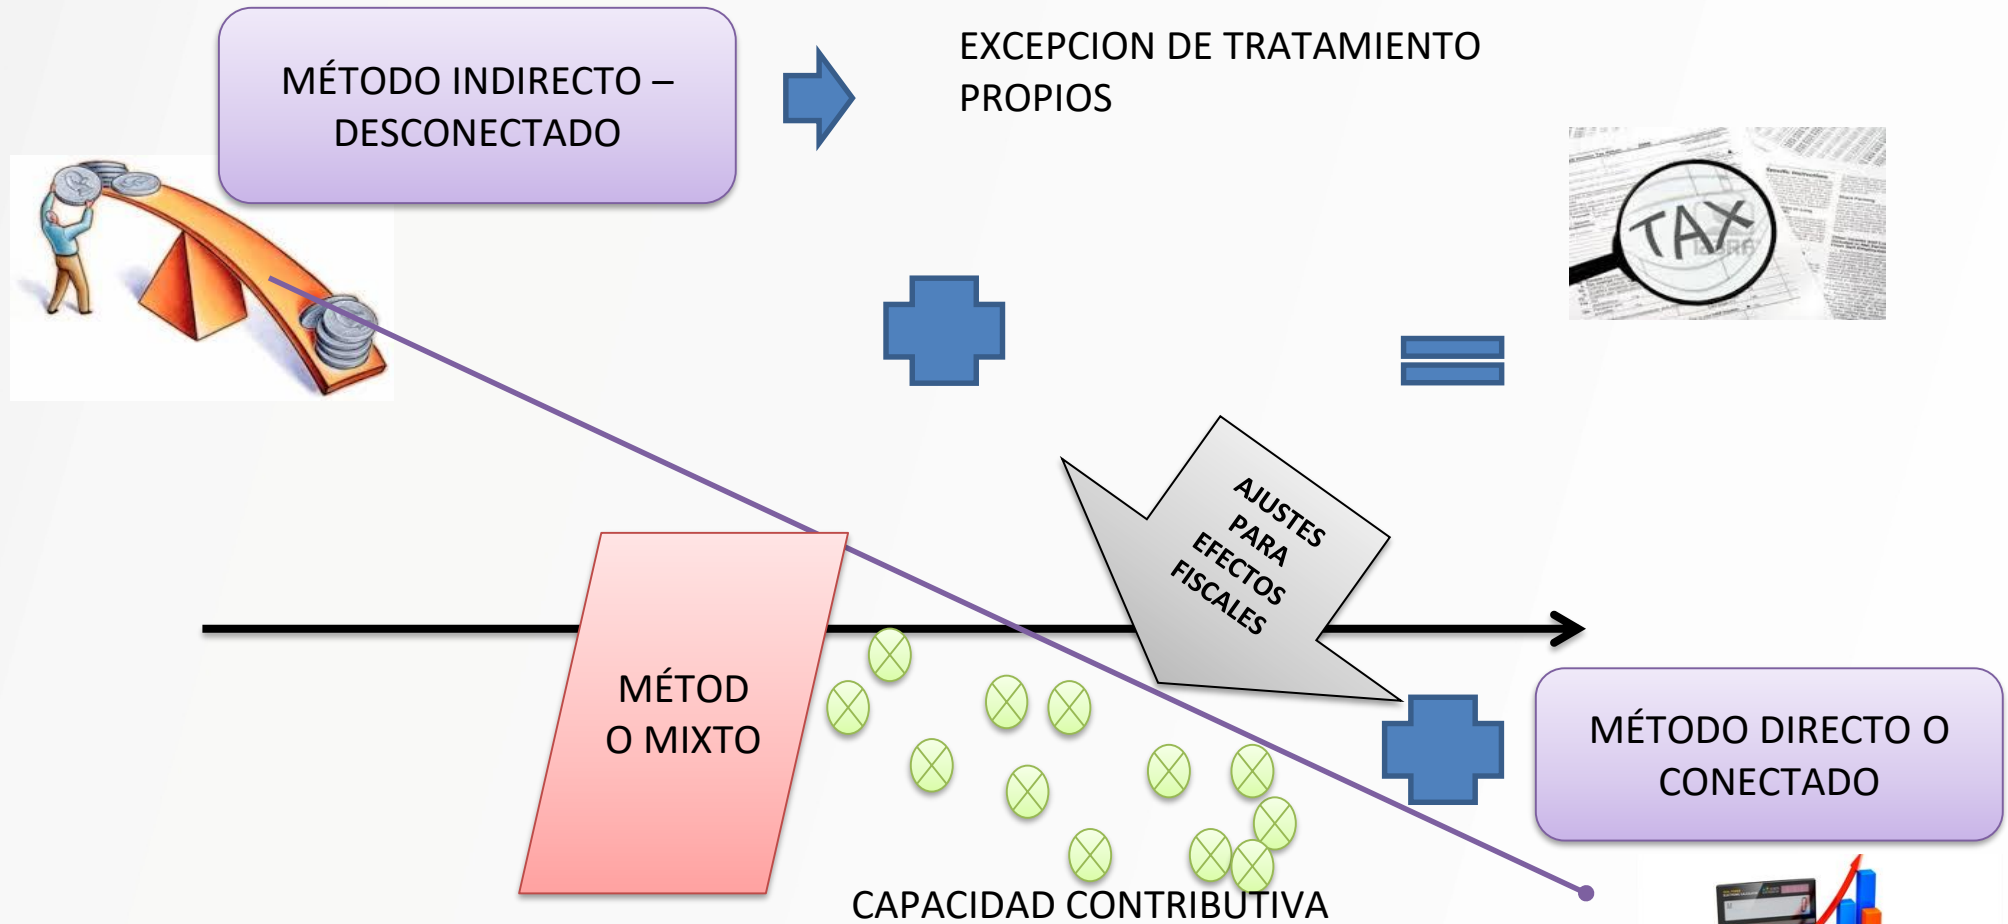 MÉTODO INDIRECTO –
DESCONECTADO
EXCEPCION DE TRATAMIENTO
PROPIOS
TAX
AJUSTES
PARA
EFECTOS
FISCALES
MÉTOD
O MIXTO
MÉTODO DIRECTO O
CONECTADO
CAPACIDAD CONTRIBUTIVA